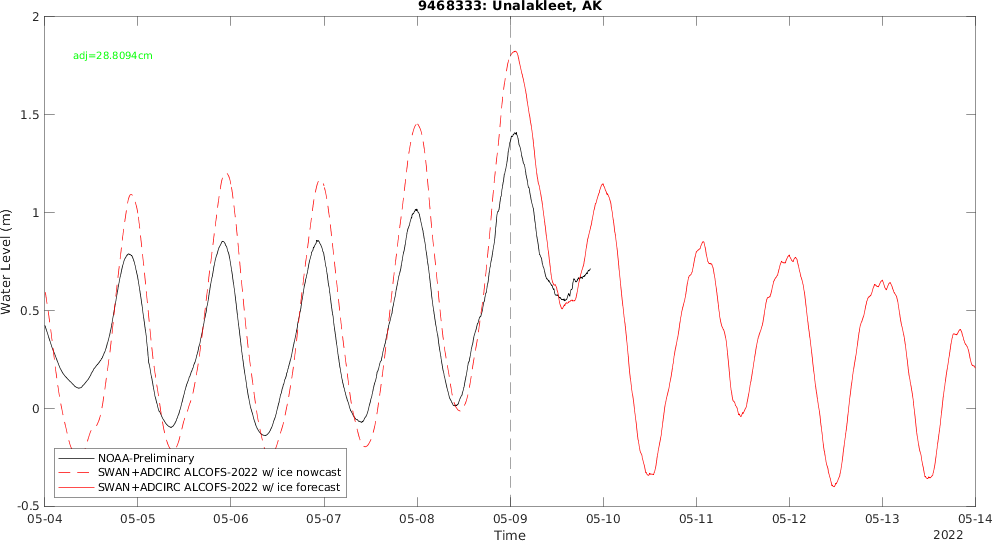 9468333: Unalakleet, AK
adj=28.8094cm
Water Level (m)
2
1.5
1
0.5
0
-0.5
NOAA-Preliminary
SWAN+ADCIRC ALCOFS-2022 w/ ice nowcast
SWAN+ADCIRC ALCOFS-2022 w/ ice forecast
05-04 05-05 05-06 05-07 05-08 05-09 05-10 05-11 05-12 05-13 05-14
Time
2022